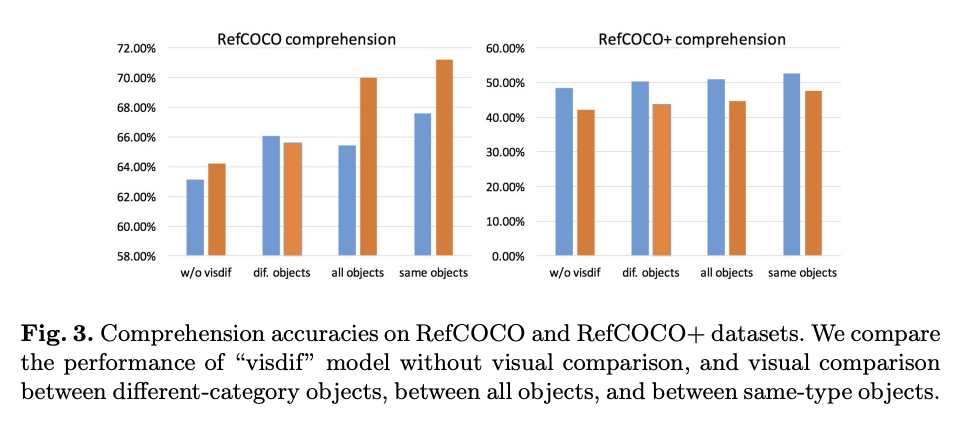 RefCOCO comprehension
72.00%
70.00%
68.00%
66.00%
64.00%
62.00%
60.00%
58.00%
w/o visdif dif. objects all objects same objects
RefCOCO+ comprehension
60.00%
50.00%
40.00%
30.00%
20.00%
10.00%
0.00%
w/o visdif dif. objects all objects same objects
Fig. 3. Comprehension accuracies on RefCOCO and RefCOCO+ datasets. We compare
the performance of “visdif” model without visual comparison, and visual comparison
between different-category objects, between all objects, and between same-type objects.